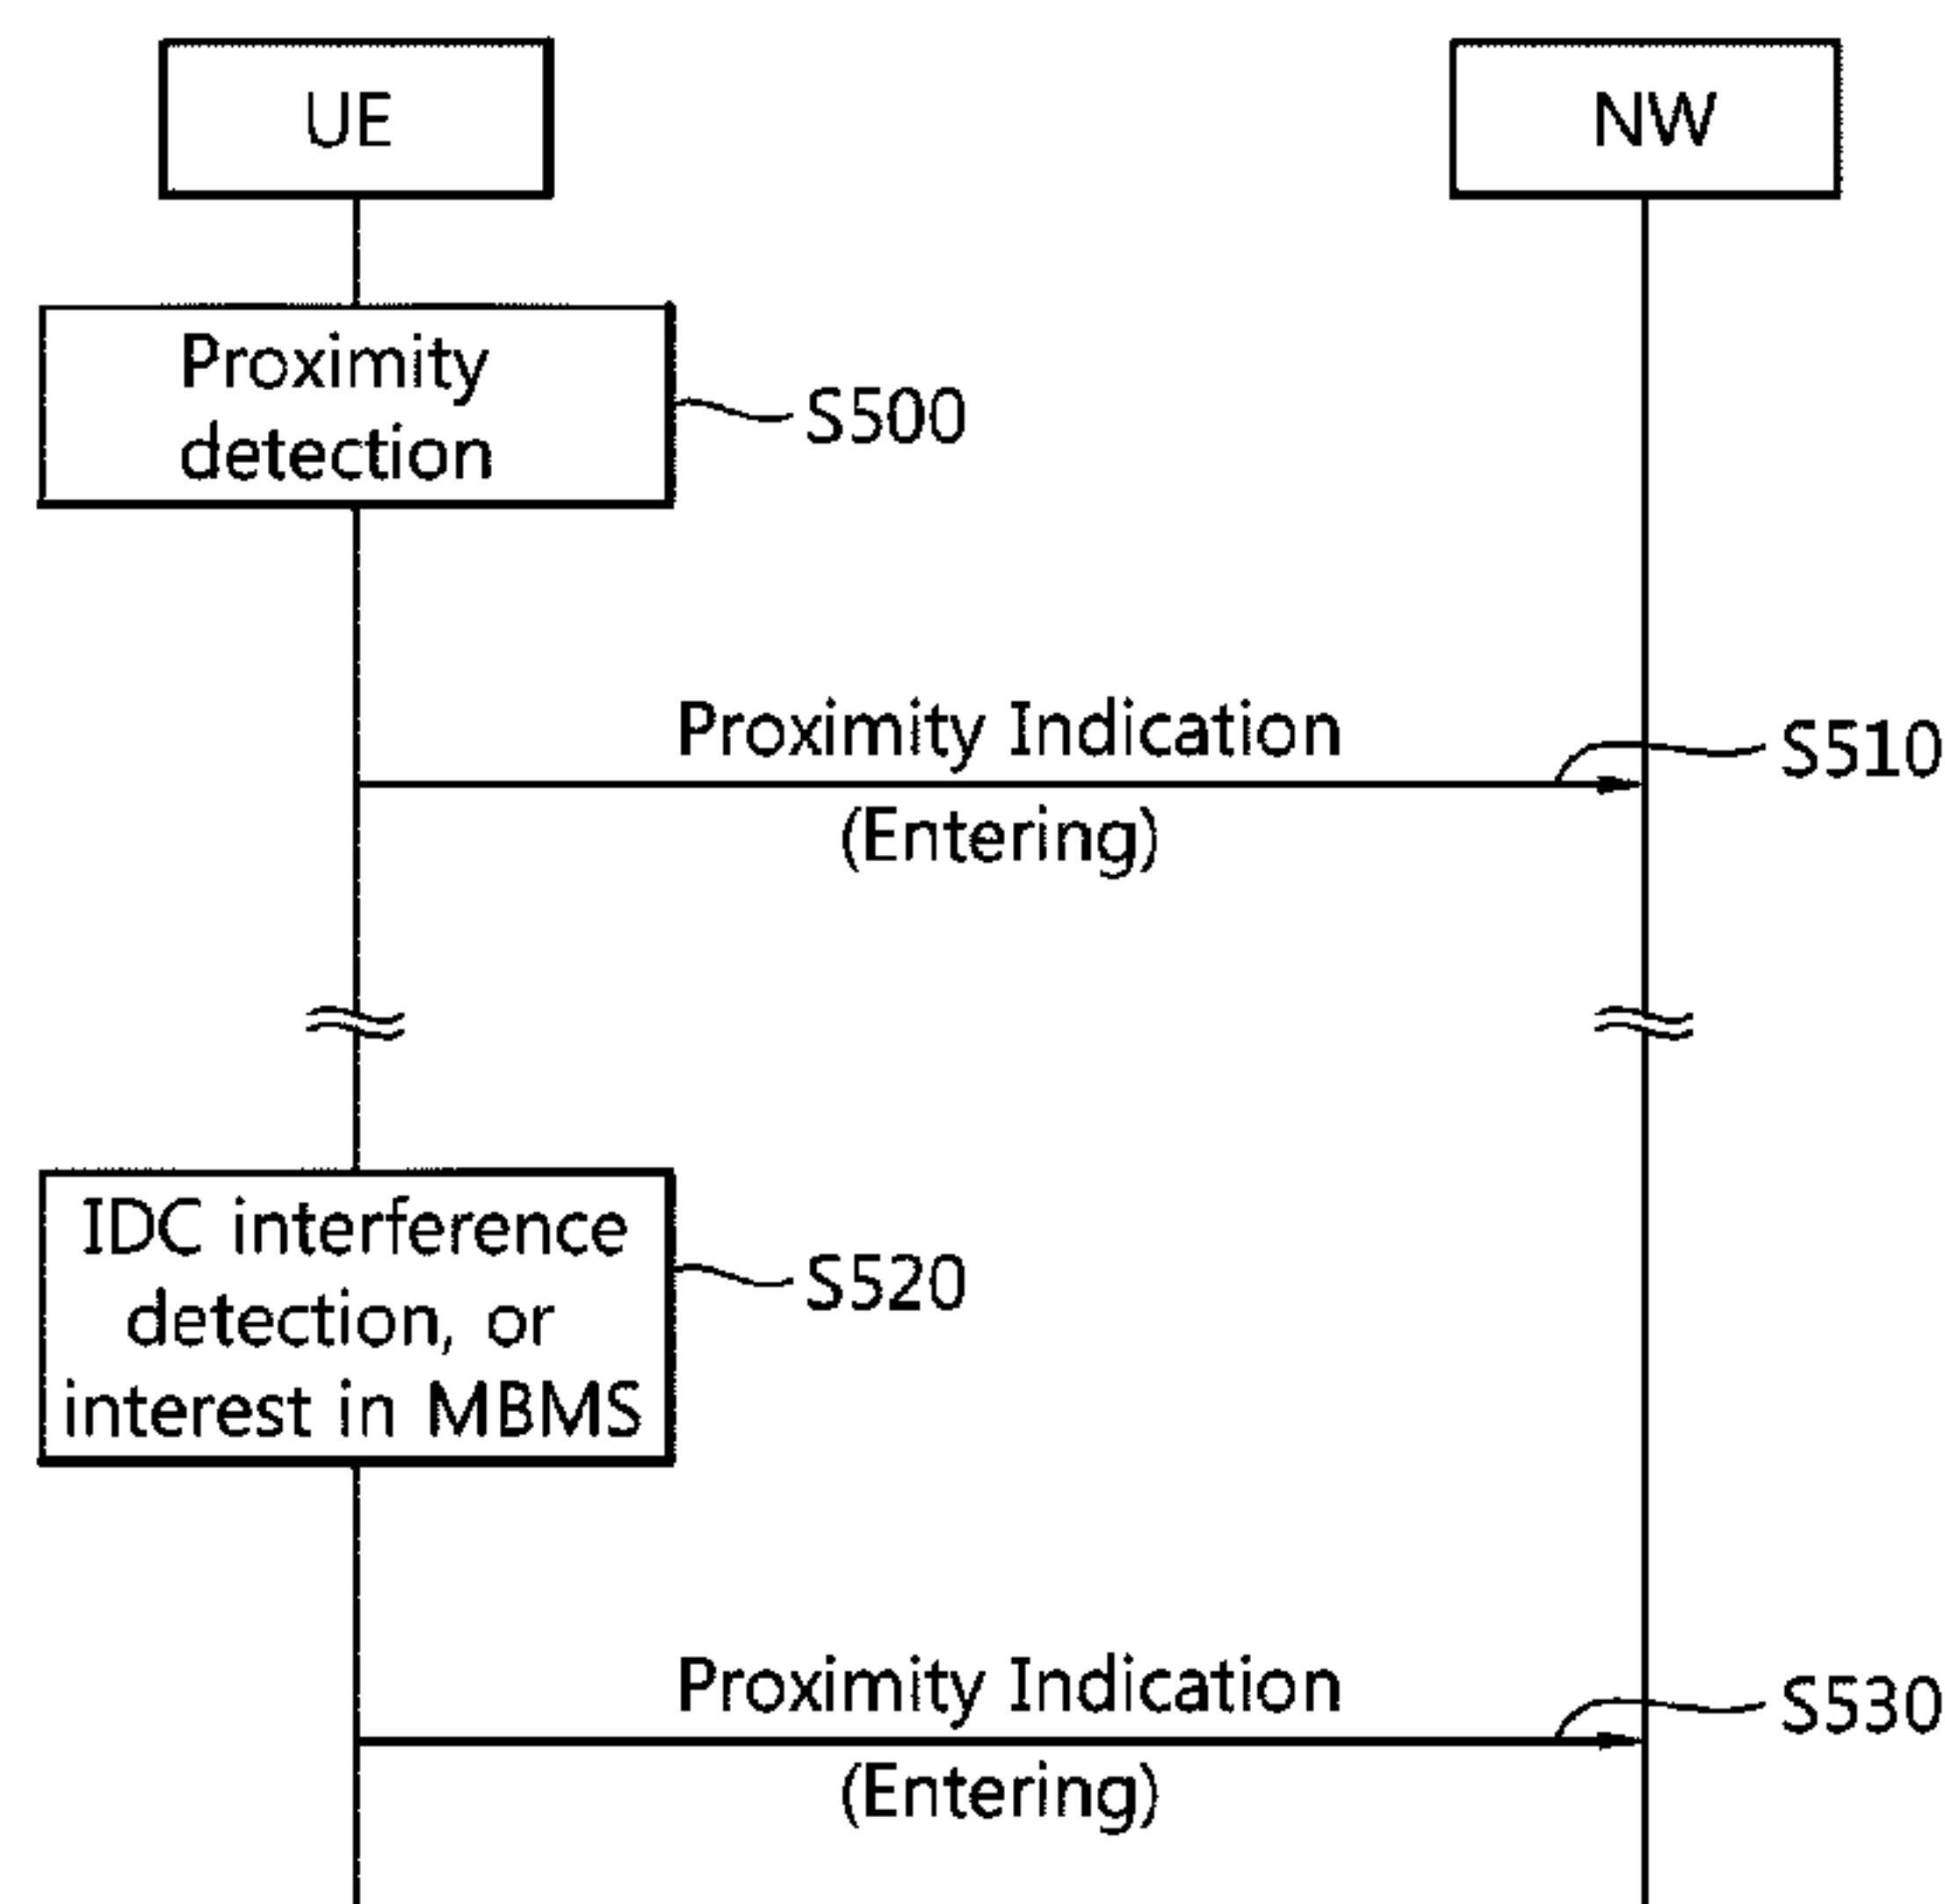 UE
NW
Proximity
detection
S500
Proximity Indication
S510
(Entering)
IDC interference
detection, or
interest in MBMS
S520
Proximity Indication
S530
(Entering)